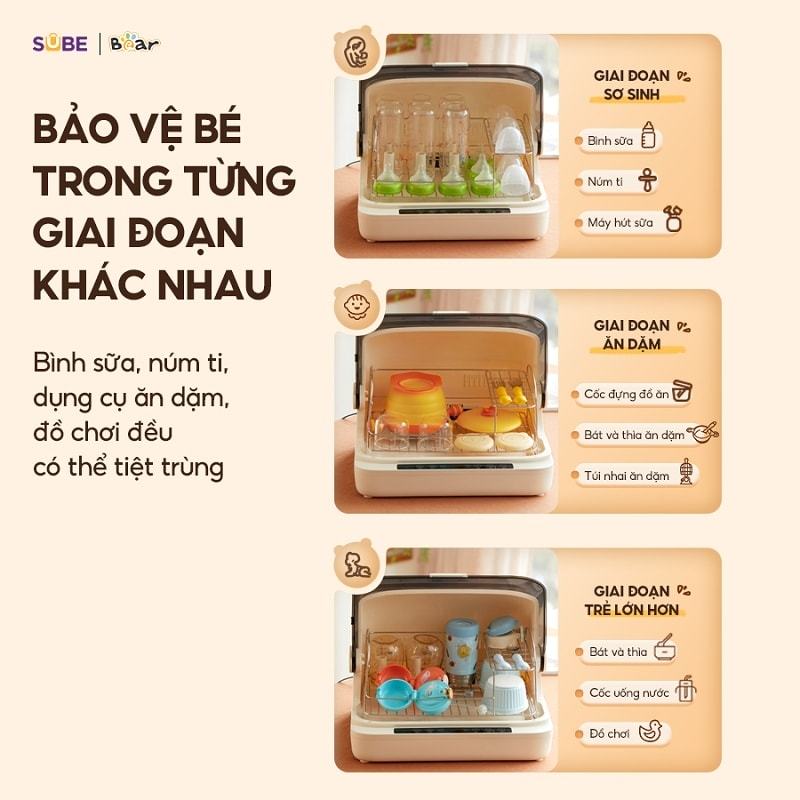 SUBE | Bear
BẢO VỆ BÉ
TRONG TỪNG
GIAI ĐOẠN
KHÁC NHAU
Bình sữa, núm ti,
dụng cụ ăn dặm,
đồ chơi đều
có thể tiệt trùng
GIAI ĐOẠN
SƠ SINH
Bình sữa
Núm ti
Máy hút sữa
GIAI ĐOẠN
ĂN DẶM
Cốc đựng đồ ăn
Bát và thìa ăn dặm
Túi nhai ăn dặm
GIAI ĐOẠN
TRẺ LỚN HƠN
Bát và thìa
Cốc uống nước
Đồ chơi